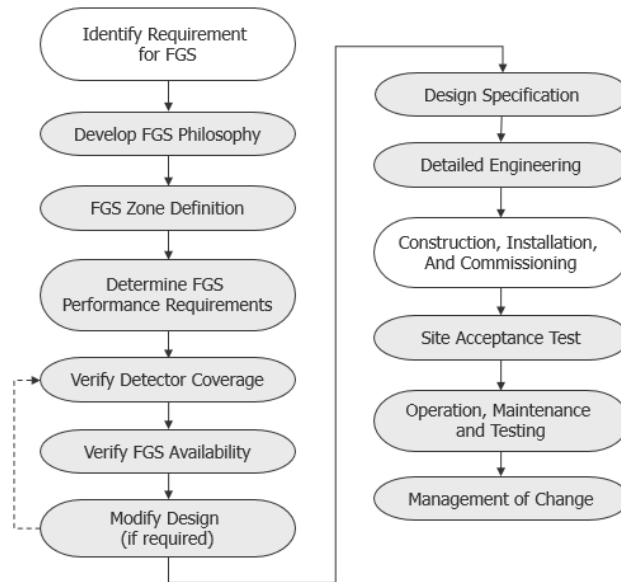 Identify Requirement
for FGS
Develop FGS Philosophy
FGS Zone Definition
Determine FGS
Performance Requirements
Verify Detector Coverage
Verify FGS Availability
Modify Design
(if required)
Design Specification
Detailed Engineering
Construction, Installation,
And Commissioning
Site Acceptance Test
Operation, Maintenance
and Testing
Management of Change